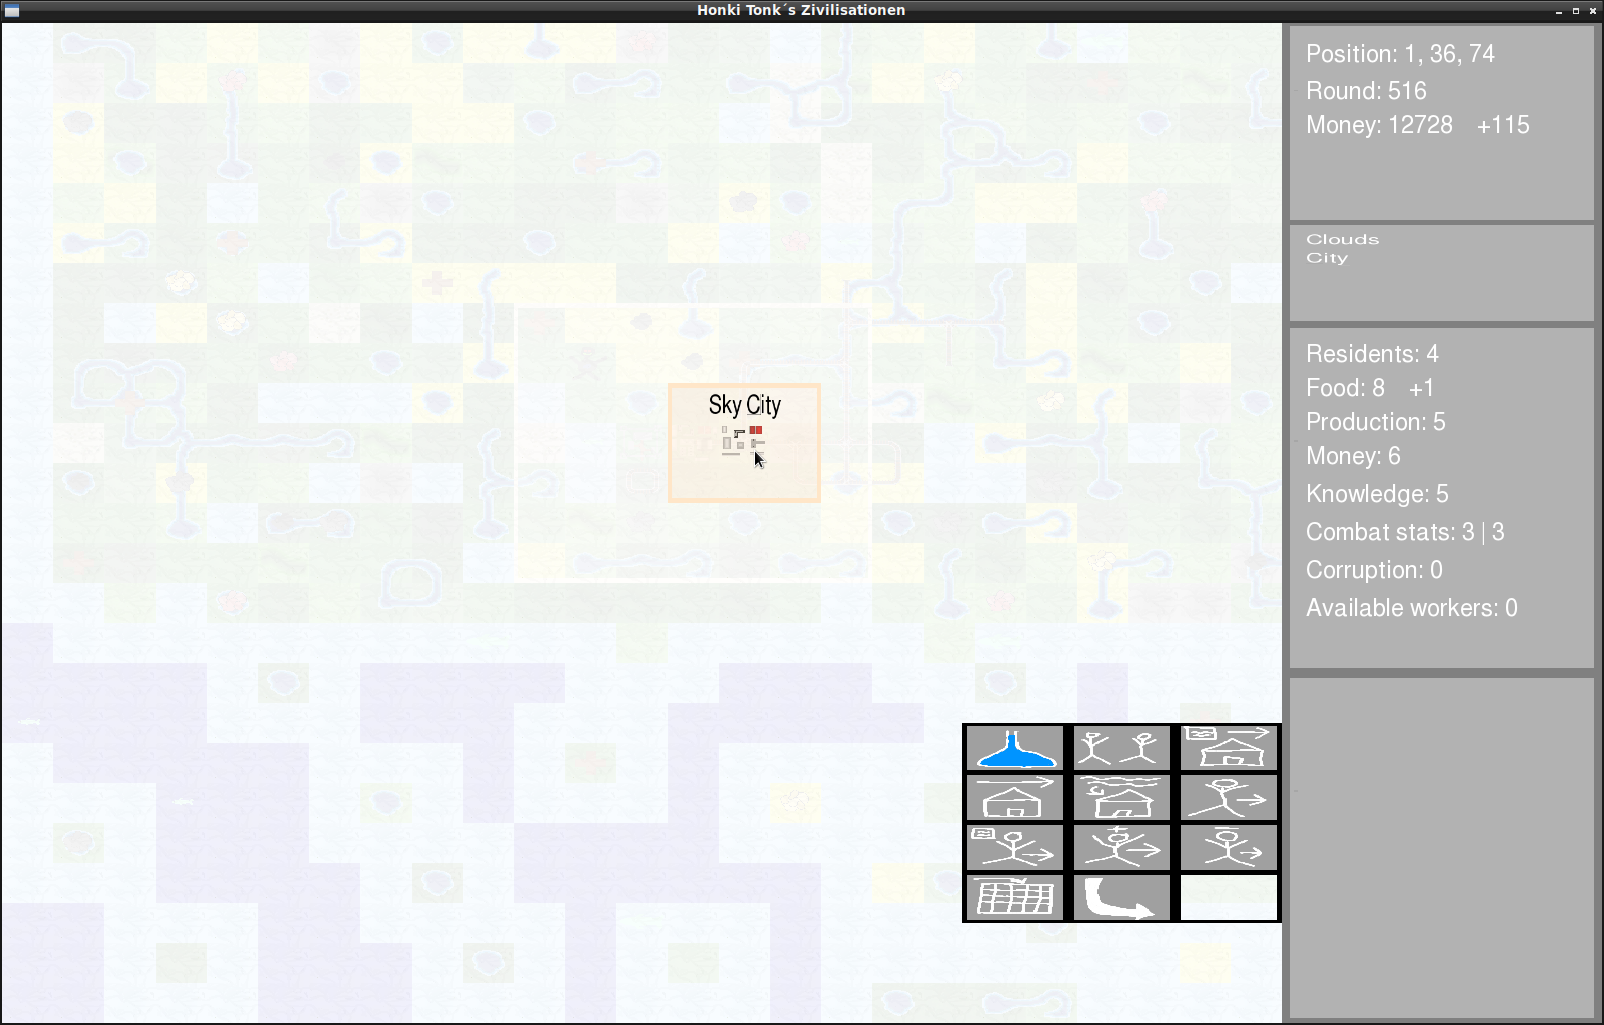 Honki Tonk´s Zivilisationen
Position: 1, 36, 74
Round: 516
Money: 12728 +115
Clouds
City
Sky City
Residents: 4
Food: 8 +1
Production: 5
Money: 6
Knowledge: 5
Combat stats: 3 | 3
Corruption: 0
Available workers: 0